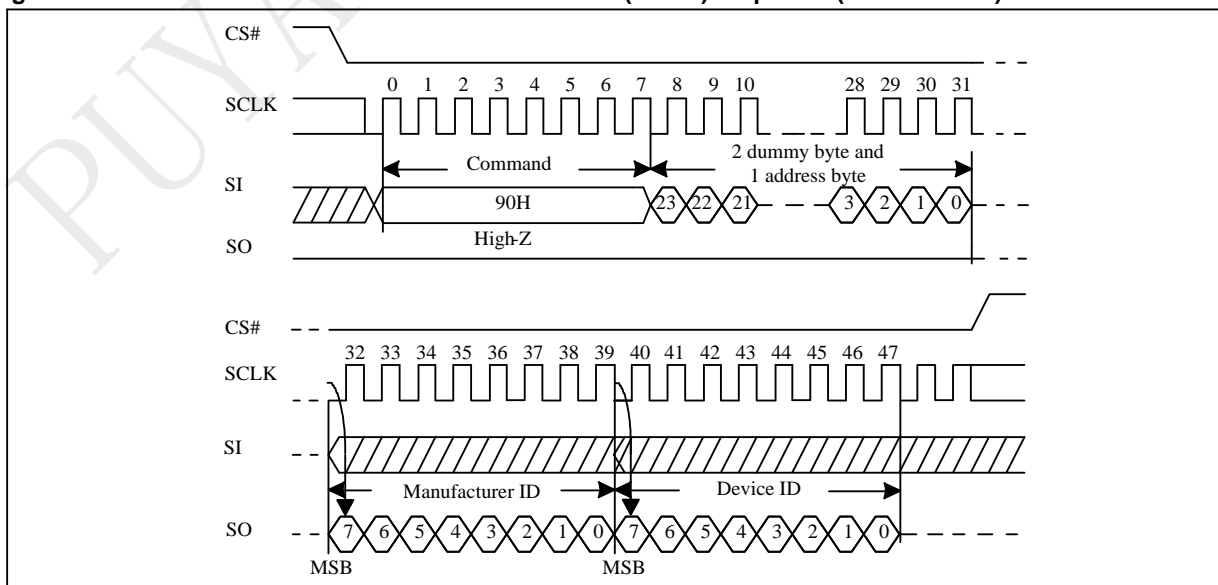 PUYA
CS#
0 1 2 3 4 5 6 7 8 9 10 28 29 30 31
SCLK
Command
2 dummy byte and
1 address byte
SI
90H
23 22 21 3 2 1 0
High-Z
SO
CS#
32 33 34 35 36 37 38 39 40 41 42 43 44 45 46 47
SCLK
SI
Manufacturer ID
Device ID
SO
7 6 5 4 3 2 1 0 7 6 5 4 3 2 1 0
MSB MSB